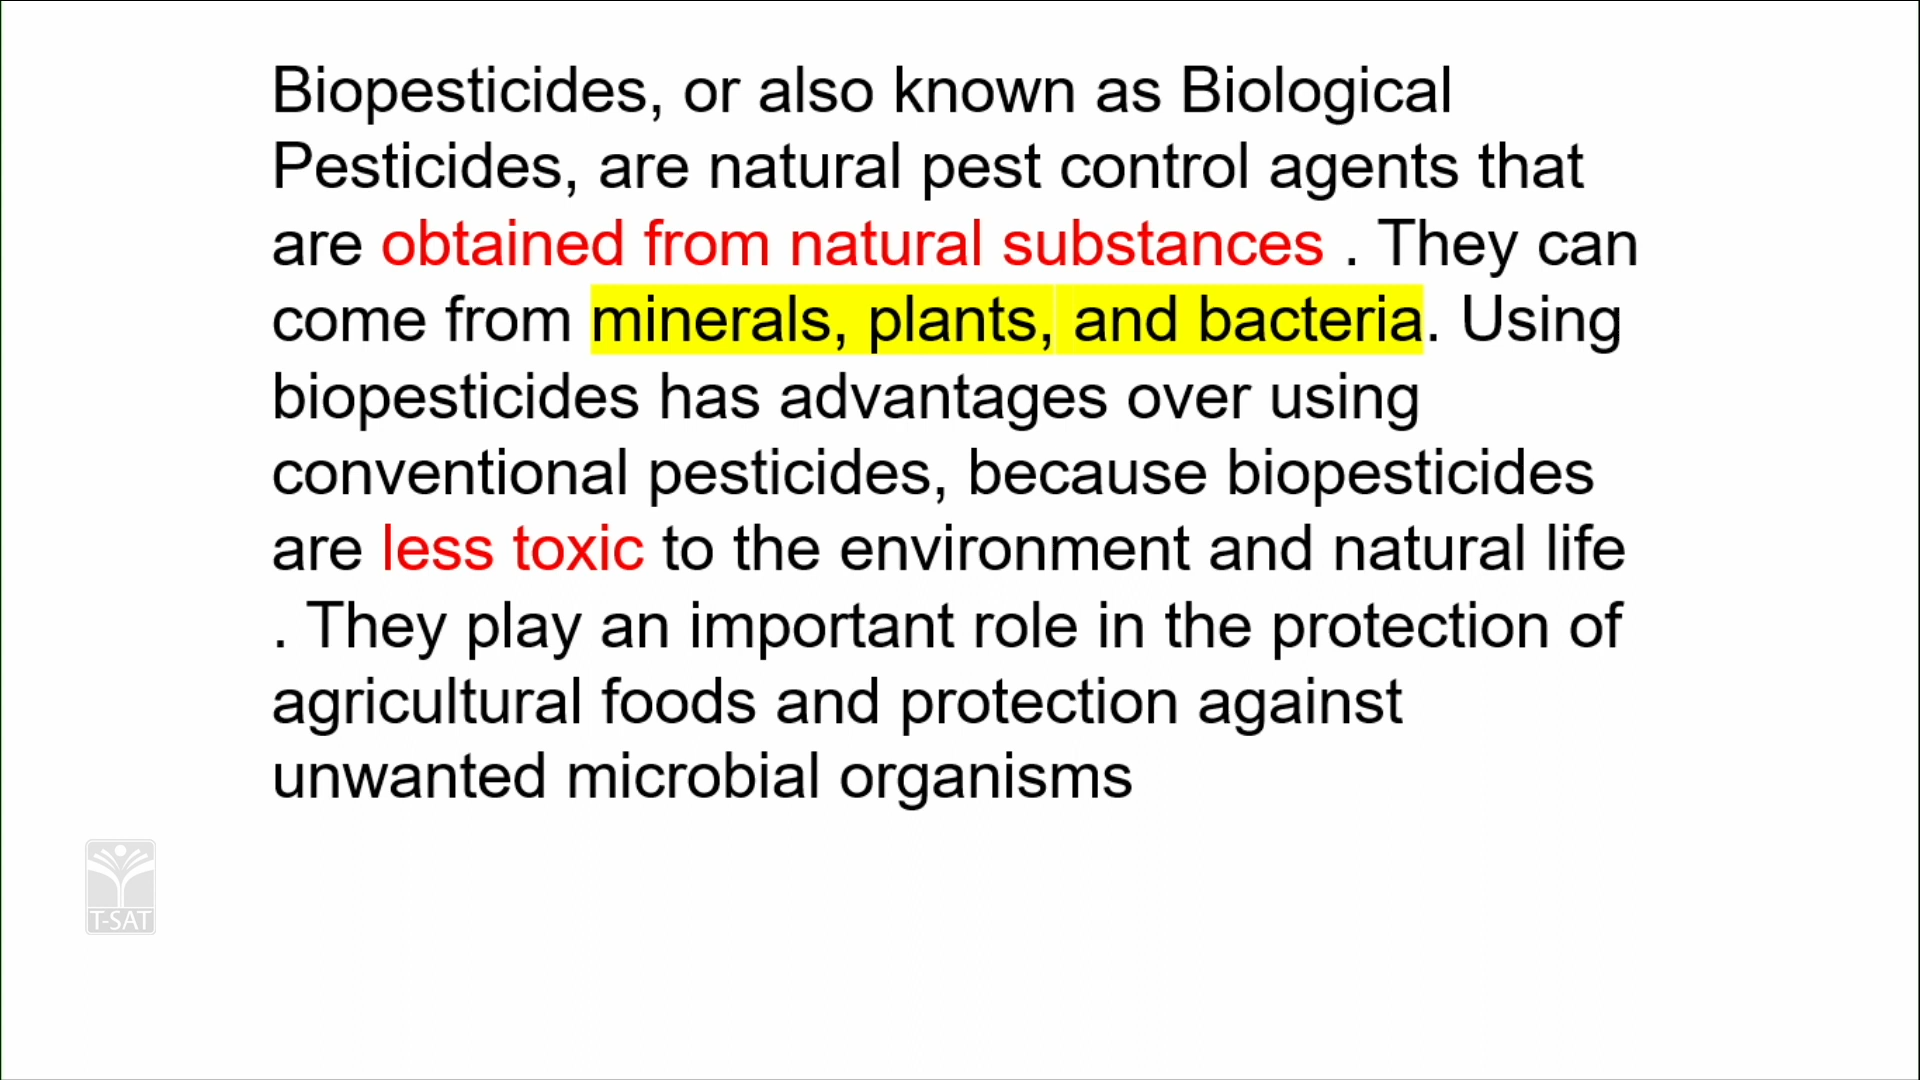 Biopesticides, or also known as Biological
Pesticides, are natural pest control agents that
are obtained from natural substances . They can
come from minerals, plants, and bacteria. Using
biopesticides has advantages over using
conventional pesticides, because biopesticides
are less toxic to the environment and natural life
. They play an important role in the protection of
agricultural foods and protection against
unwanted microbial organisms
T-SAT